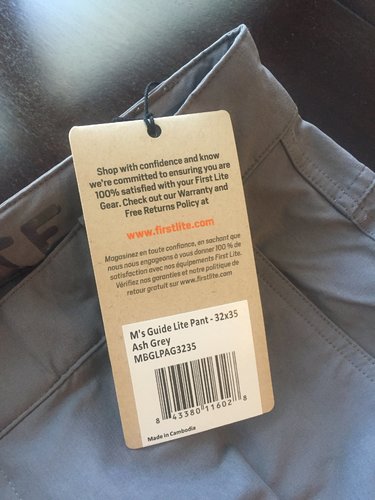 Shop with confidence and know
we're committed to ensuring you are
100% satisfied with your First Lite
Gear. Check out our Warranty and
Free Returns Policy at
www.firstlite.com
Magasinez en toute confiance, en sachant que
nous nous engageons à vous donner 100 % de
satisfaction avec nos équipements First Lite.
Vérifiez nos garanties et notre politique de
retour gratuit sur www.firstlite.com
M's Guide Lite Pant - 32x35
Ash Grey
MBGLPAG3235
8 43380 11602 8
Made in Cambodia